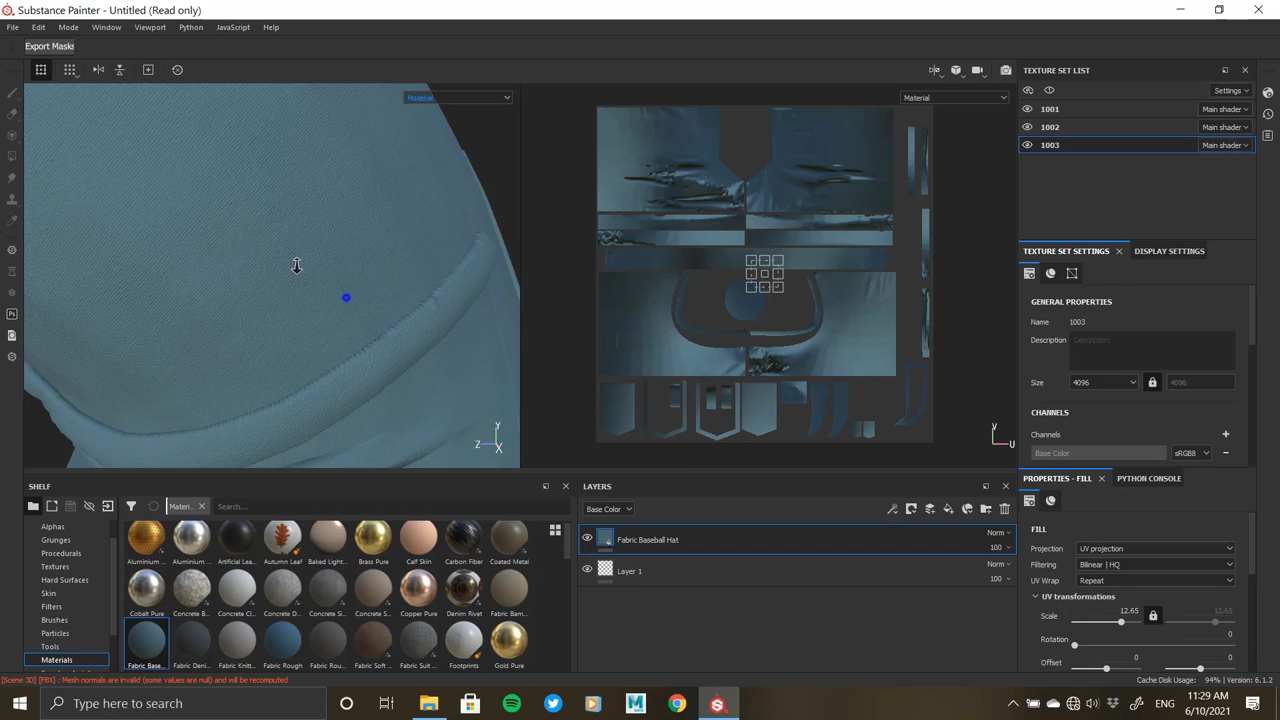 Substance Painter - Untitled (Read only)
File Edit Mode Window Viewport Python JavaScript Help
Export Masks
Material
Material
TEXTURE SET LIST
Settings
1001 Main shader
1002 Main shader
1003 Main shader
TEXTURE SET SETTINGS DISPLAY SETTINGS
GENERAL PROPERTIES
Name 1003
Description Description
Size 4096 4096
CHANNELS
Channels
Base Color sRGB8
Y
Z X
V
U
SHELF
Materi...
Search...
Alphas
Grunges
Procedurals
Textures
Hard Surfaces
Skin
Filters
Brushes
Particles
Tools
Materials
Aluminium ... Aluminium ... Artificial Lea... Autumn Leaf Baked Light... Brass Pure Calf Skin Carbon Fiber Coated Metal
Cobalt Pure Concrete B... Concrete Cl... Concrete D... Concrete Si... Concrete S... Copper Pure Denim Rivet Fabric Bam...
Fabric Base... Fabric Deni... Fabric Knitt... Fabric Rough Fabric Rou... Fabric Soft ... Fabric Suit ... Footprints Gold Pure
LAYERS
Base Color
Fabric Baseball Hat Norm
100
Layer 1 Norm
100
PROPERTIES - FILL PYTHON CONSOLE
FILL
Projection UV projection
Filtering Bilinear | HQ
UV Wrap Repeat
UV transformations
Scale 12.65 12.65
Rotation 0
Offset 0 0
[Scene 3D] [FBX] : Mesh normals are invalid (some values are null) and will be recomputed
Cache Disk Usage: 94% | Version: 6.1.2
Type here to search
11:29 AM
6/10/2021